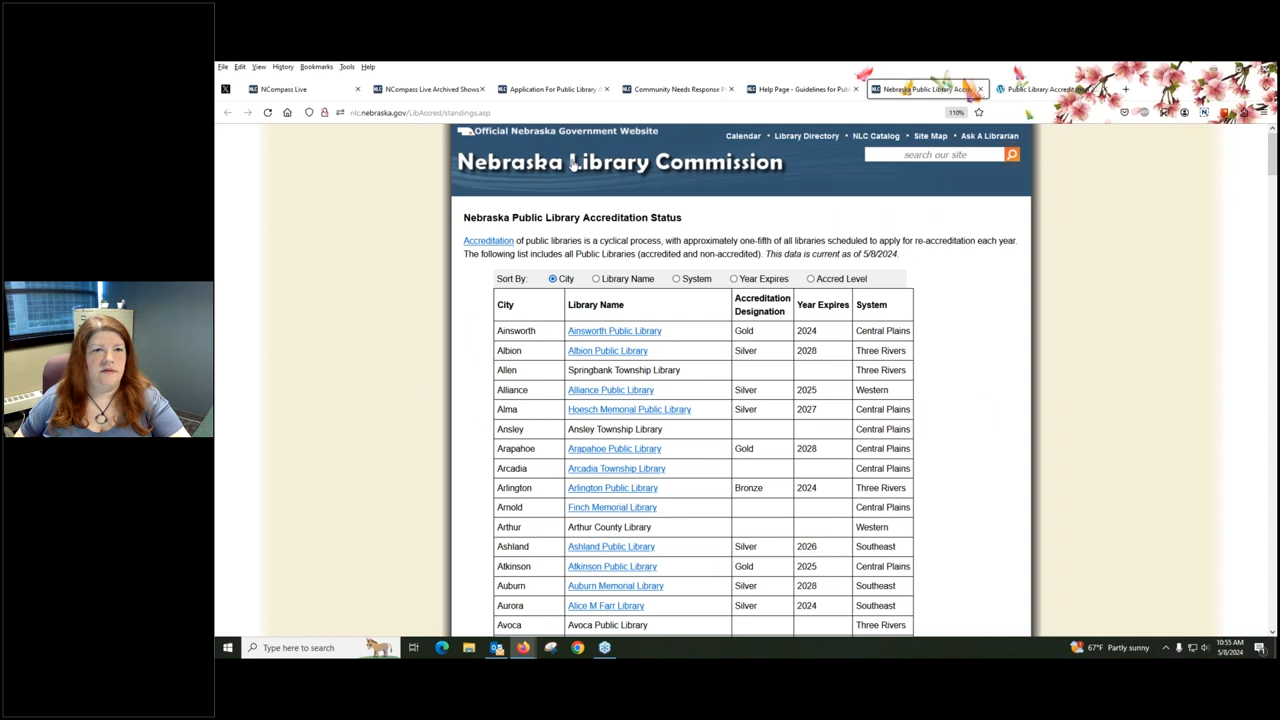 File Edit View History Bookmarks Tools Help
NCompass Live
NCompass Live Archived Shows
Application For Public Library
Community Needs Response P
Help Page - Guidelines for Pub
Nebraska Public Library Accre
Public Library Accreditat
nlc.nebraska.gov/LibAccred/standings.asp
110%
Official Nebraska Government Website
Calendar • Library Directory • NLC Catalog • Site Map • Ask A Librarian
Nebraska Library Commission
search our site
Nebraska Public Library Accreditation Status
Accreditation of public libraries is a cyclical process, with approximately one-fifth of all libraries scheduled to apply for re-accreditation each year.
The following list includes all Public Libraries (accredited and non-accredited). This data is current as of 5/8/2024.
Sort By: City Library Name System Year Expires Accred Level
City Library Name Accreditation Designation Year Expires System
Ainsworth Ainsworth Public Library Gold 2024 Central Plains
Albion Albion Public Library Silver 2028 Three Rivers
Allen Springbank Township Library Three Rivers
Alliance Alliance Public Library Silver 2025 Western
Alma Hoesch Memorial Public Library Silver 2027 Central Plains
Ansley Ansley Township Library Central Plains
Arapahoe Arapahoe Public Library Gold 2028 Central Plains
Arcadia Arcadia Township Library Central Plains
Arlington Arlington Public Library Bronze 2024 Three Rivers
Arnold Finch Memorial Library Central Plains
Arthur Arthur County Library Western
Ashland Ashland Public Library Silver 2026 Southeast
Atkinson Atkinson Public Library Gold 2025 Central Plains
Auburn Auburn Memorial Library Silver 2028 Southeast
Aurora Alice M Farr Library Silver 2024 Southeast
Avoca Avoca Public Library Three Rivers
Type here to search
67°F Partly sunny
10:55 AM
5/8/2024